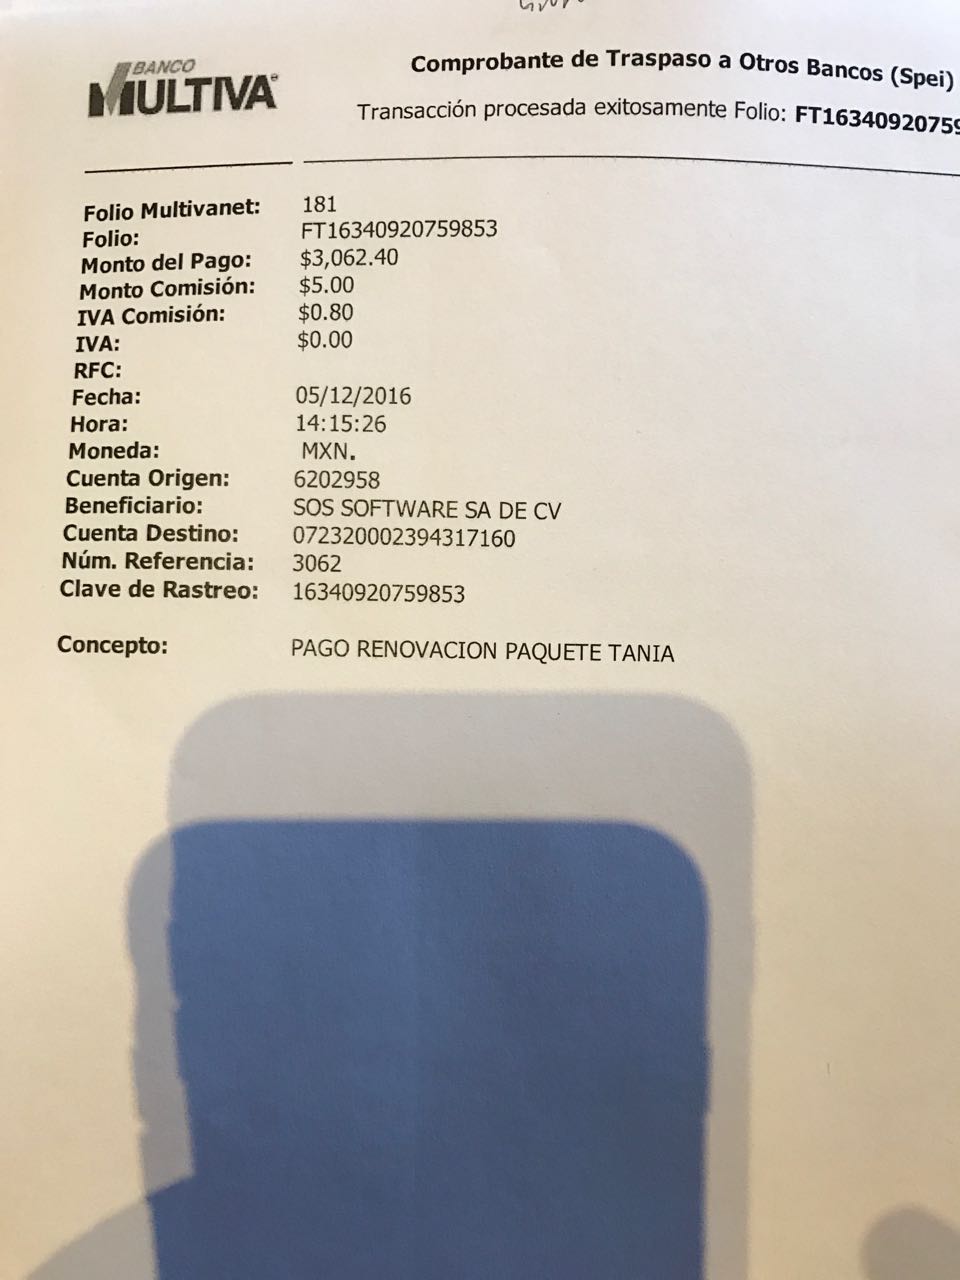 BANCO
MULTIVA®
Comprobante de Traspaso a Otros Bancos (Spei)
Transacción procesada exitosamente Folio: FT1634092075
Folio Multivanet: 181
Folio: FT16340920759853
Monto del Pago: $3,062.40
Monto Comisión: $5.00
IVA Comisión: $0.80
IVA: $0.00
RFC:
Fecha: 05/12/2016
Hora: 14:15:26
Moneda: MXN.
Cuenta Origen: 6202958
Beneficiario: SOS SOFTWARE SA DE CV
Cuenta Destino: 072320002394317160
Núm. Referencia: 3062
Clave de Rastreo: 16340920759853
Concepto: PAGO RENOVACION PAQUETE TANIA